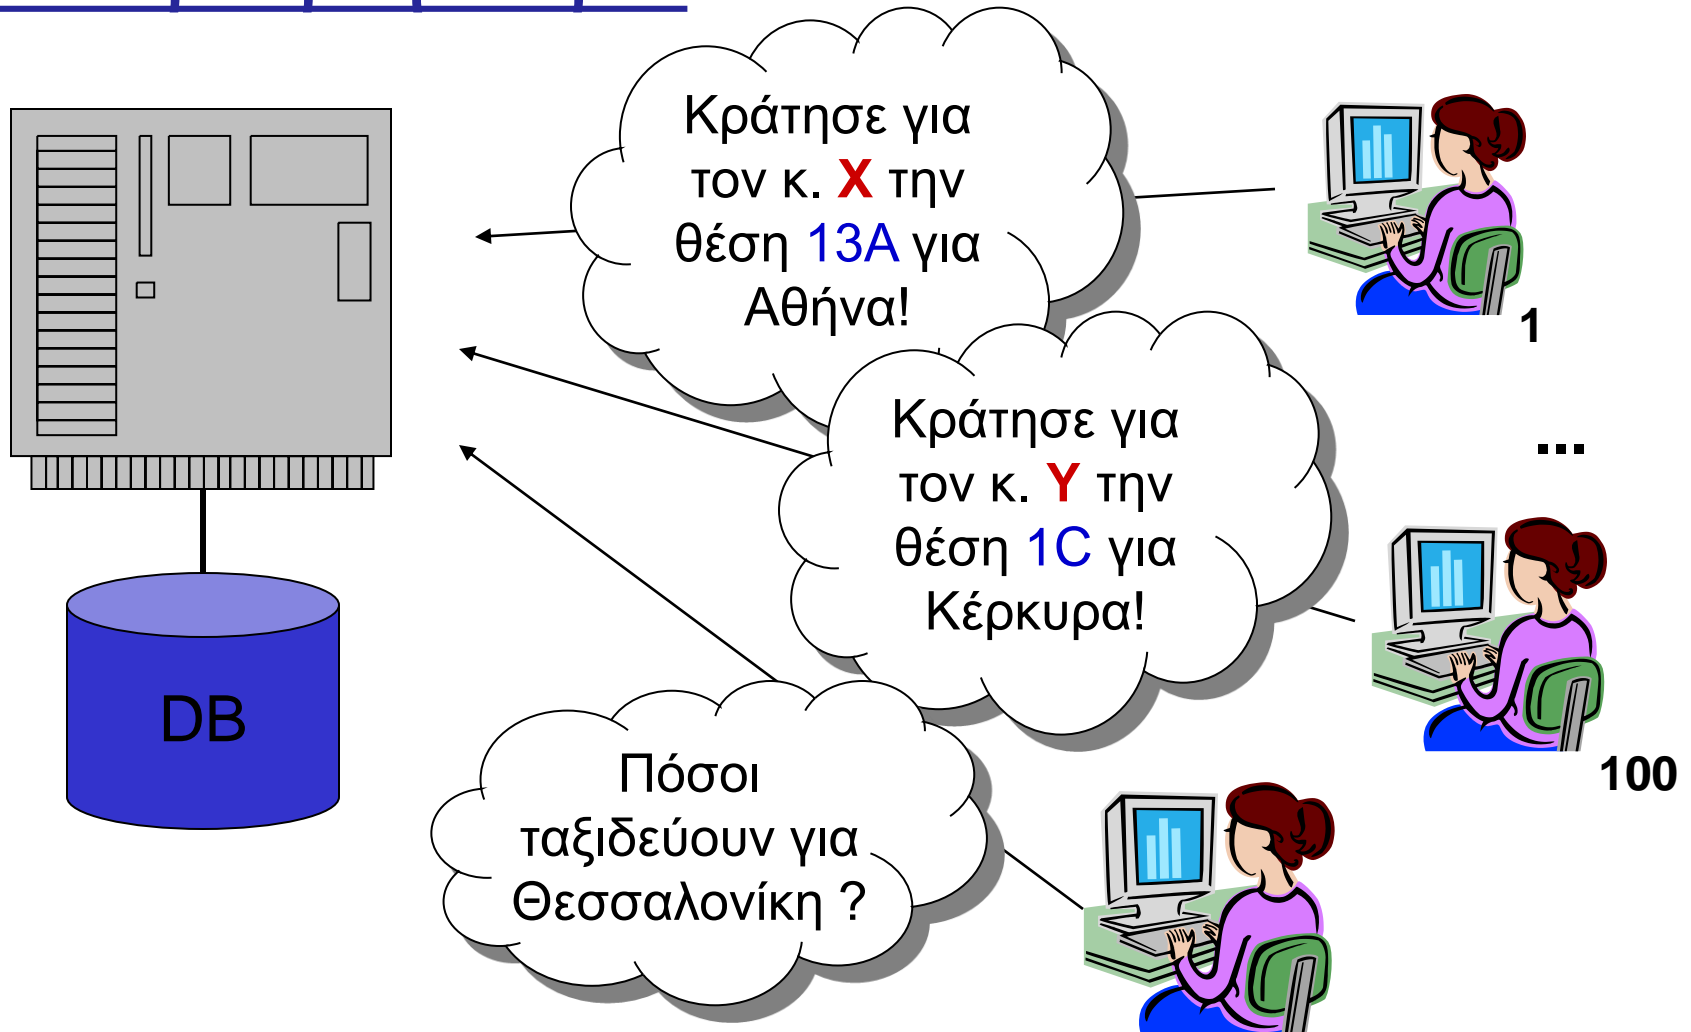 Κράτησε για
τον κ. X την
θέση 13A για
Αθήνα!
1
Κράτησε για
τον κ. Y την
θέση 1C για
Κέρκυρα!
...
100
DB
Πόσοι
ταξιδεύουν για
Θεσσαλονίκη ?